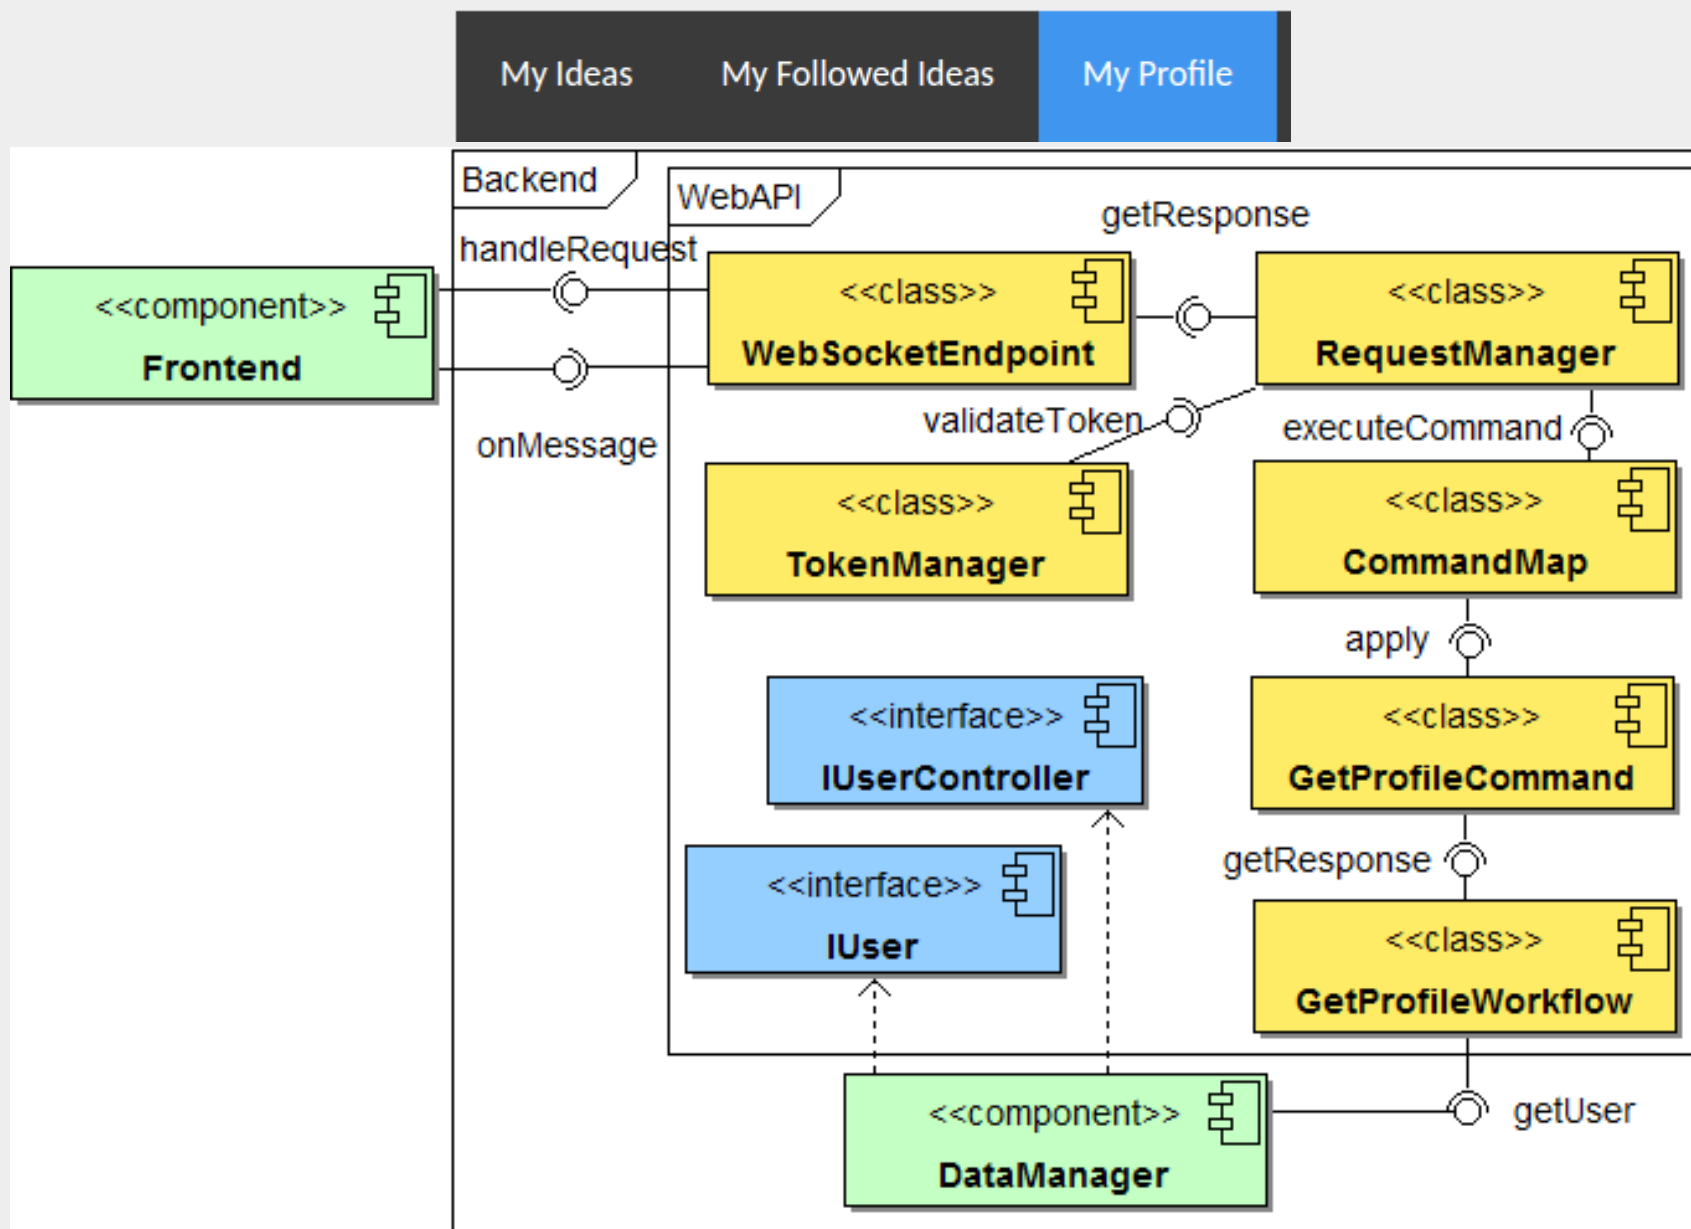 My Ideas
My Followed Ideas
My Profile
Backend
WebAPI
getResponse
handleRequest
<<component>>
Frontend
<<class>>
WebSocketEndpoint
<<class>>
RequestManager
onMessage
validateToken
executeCommand
<<class>>
TokenManager
<<class>>
CommandMap
apply
<<interface>>
IUserController
<<class>>
GetProfileCommand
getResponse
<<interface>>
IUser
<<class>>
GetProfileWorkflow
<<component>>
DataManager
getUser